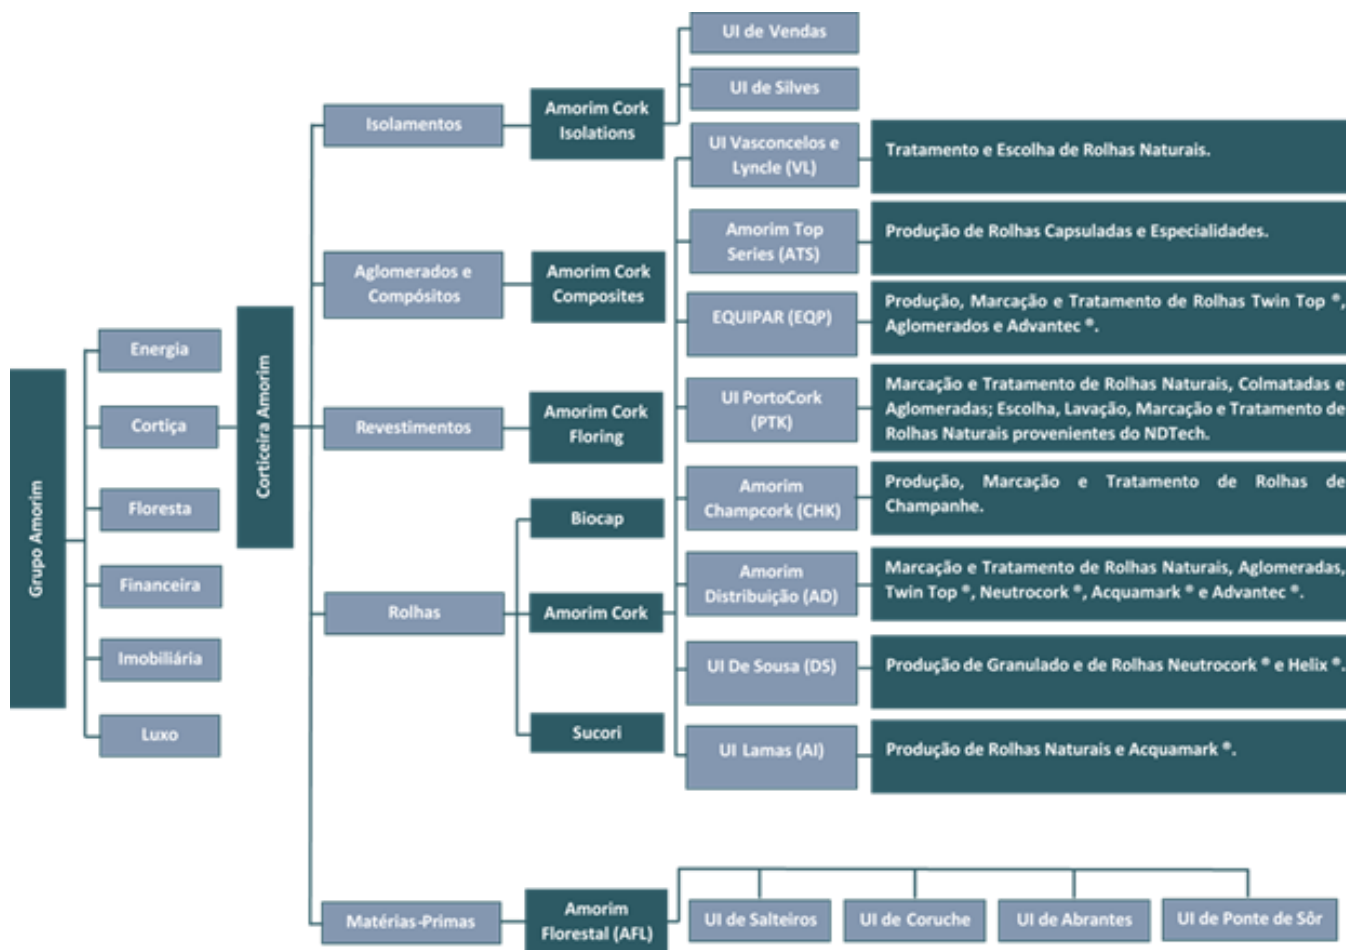 Grupo Amorim
Energia
Cortiça
Floresta
Financeira
Imobiliária
Luxo
Corticeira Amorim
Isolamentos
Amorim Cork
Isolations
UI de Vendas
UI de Silves
Aglomerados e
Compósitos
Amorim Cork
Composites
Revestimentos
Amorim Cork
Floring
Rolhas
Biocap
Amorim Cork
Sucori
UI Vasconcelos e
Lyncle (VL)
Tratamento e Escolha de Rolhas Naturais.
Amorim Top
Series (ATS)
Produção de Rolhas Capsuladas e Especialidades.
EQUIPAR (EQP)
Produção, Marcação e Tratamento de Rolhas Twin Top ®,
Aglomerados e Advantec ®.
UI PortoCork
(PTK)
Marcação e Tratamento de Rolhas Naturais, Colmatadas e
Aglomeradas; Escolha, Lavação, Marcação e Tratamento de
Rolhas Naturais provenientes do NDTech.
Amorim
Champcork (CHK)
Produção, Marcação e Tratamento de Rolhas de
Champanhe.
Amorim
Distribuição (AD)
Marcação e Tratamento de Rolhas Naturais, Aglomeradas,
Twin Top ®, Neutrocork ®, Acquamark ® e Advantec ®.
UI De Sousa (DS)
Produção de Granulado e de Rolhas Neutrocork ® e Helix ®.
UI Lamas (AI)
Produção de Rolhas Naturais e Acquamark ®.
Matérias-Primas
Amorim
Florestal (AFL)
UI de Salteiros
UI de Coruche
UI de Abrantes
UI de Ponte de Sôr